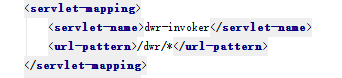 <servlet-mapping>
    <servlet-name>dwr-invoker</servlet-name>
    <url-pattern>/dwr/*</url-pattern>
</servlet-mapping>